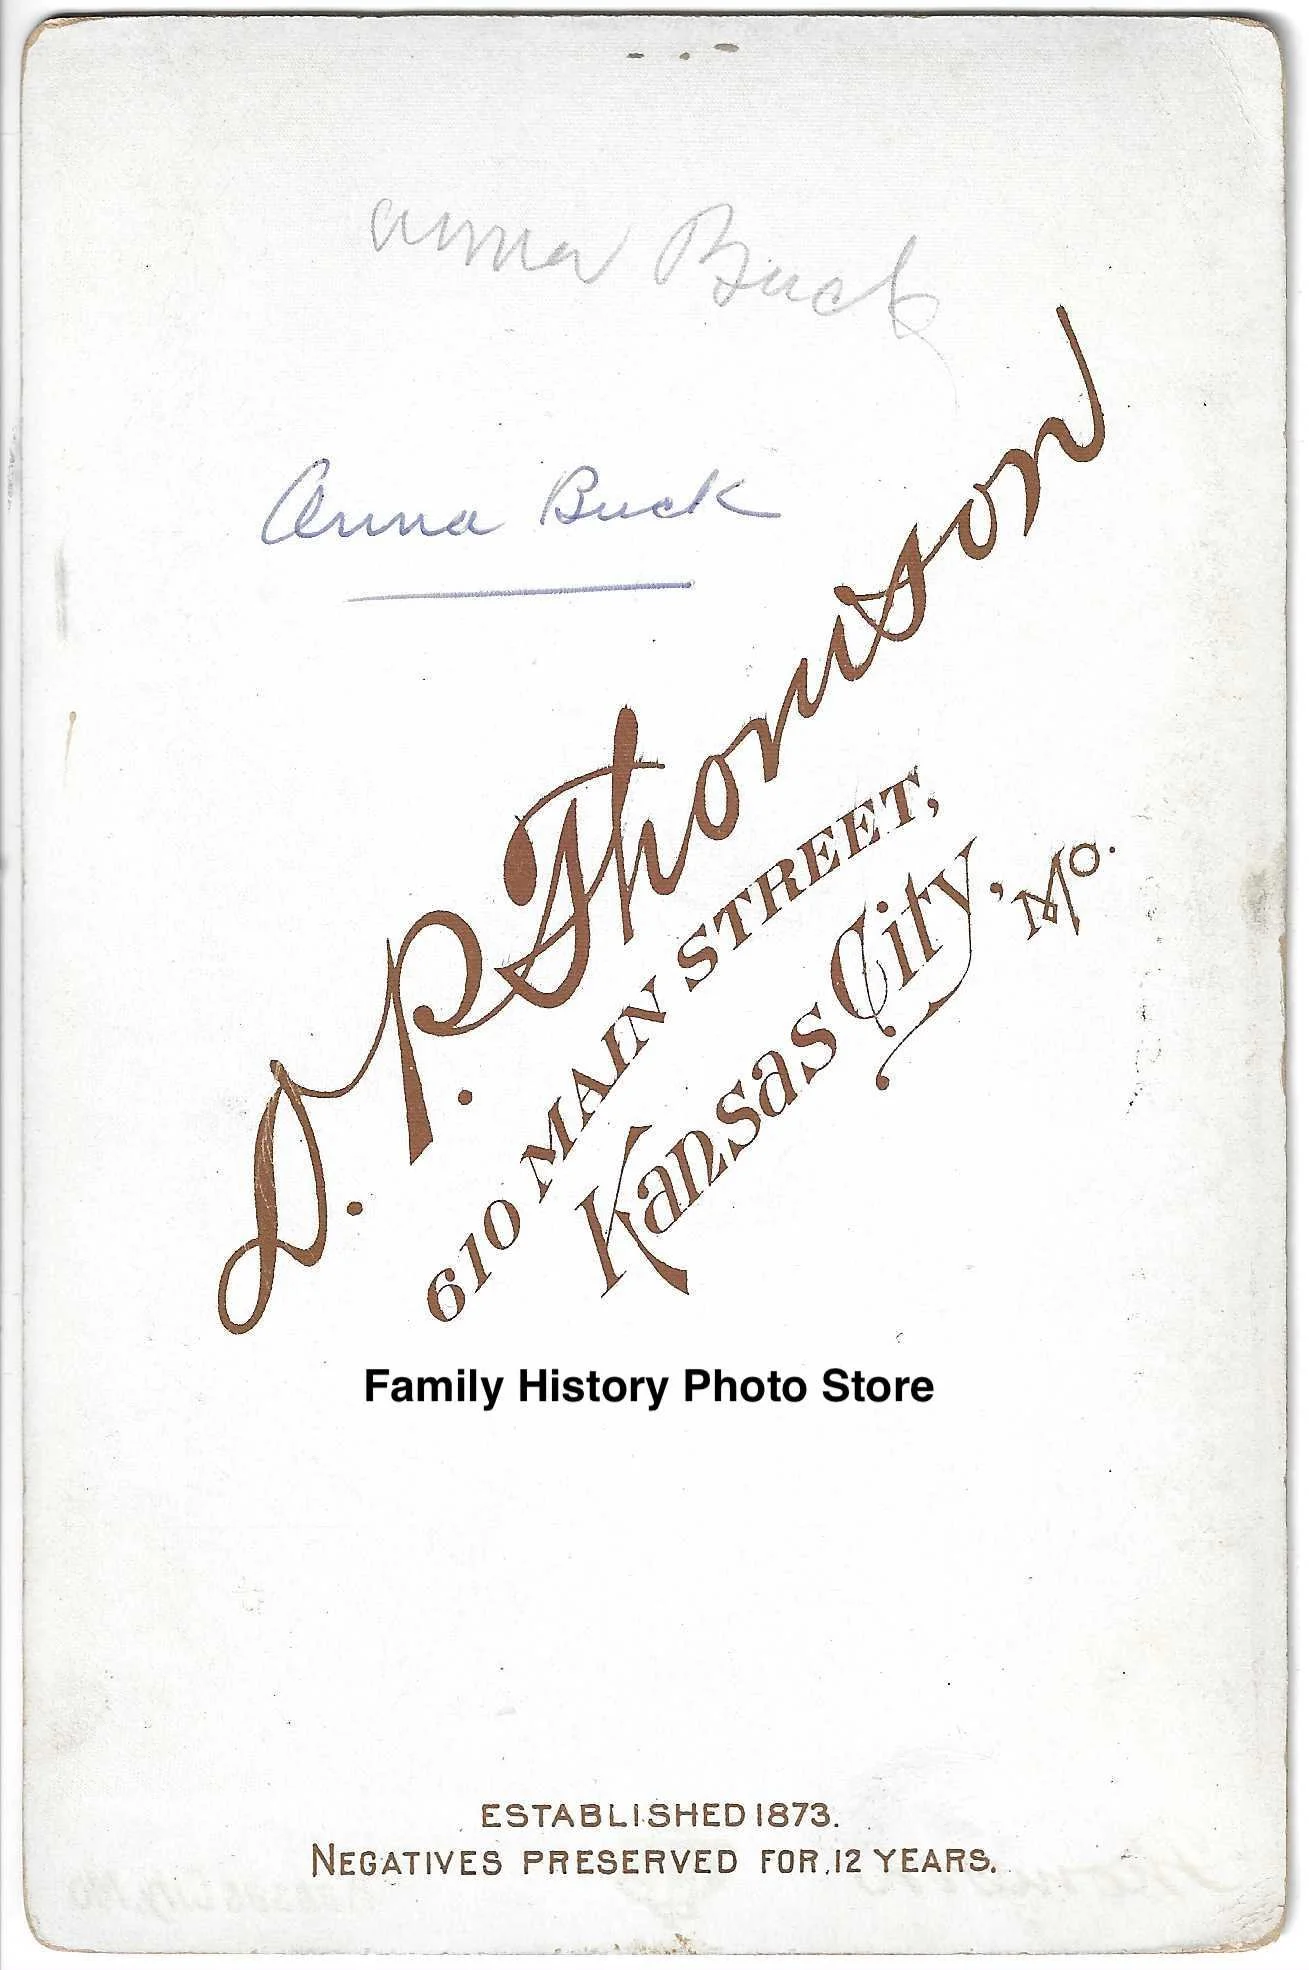 Anna Buck
Anna Buck
D. P. Thomson
610 MAIN STREET,
Kansas City, Mo.
Family History Photo Store
ESTABLISHED 1873.
NEGATIVES PRESERVED FOR 12 YEARS.